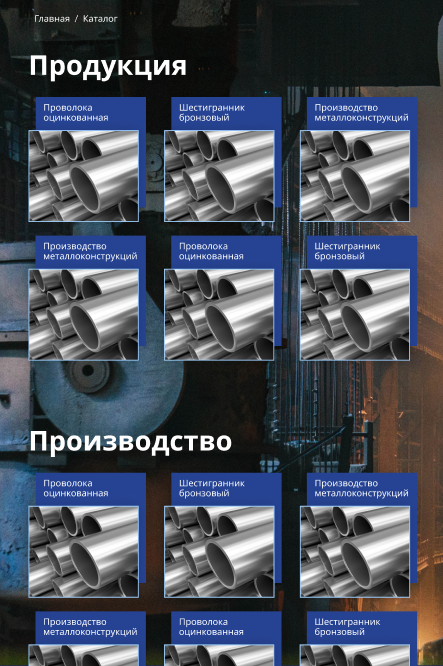 Главная / Каталог
Продукция
Проволока
оцинкованная
Шестигранник
бронзовый
Производство
металлоконструкций
Производство
металлоконструкций
Проволока
оцинкованная
Шестигранник
бронзовый
Производство
Проволока
оцинкованная
Шестигранник
бронзовый
Производство
металлоконструкций
Производство
металлоконструкций
Проволока
оцинкованная
Шестигранник
бронзовый